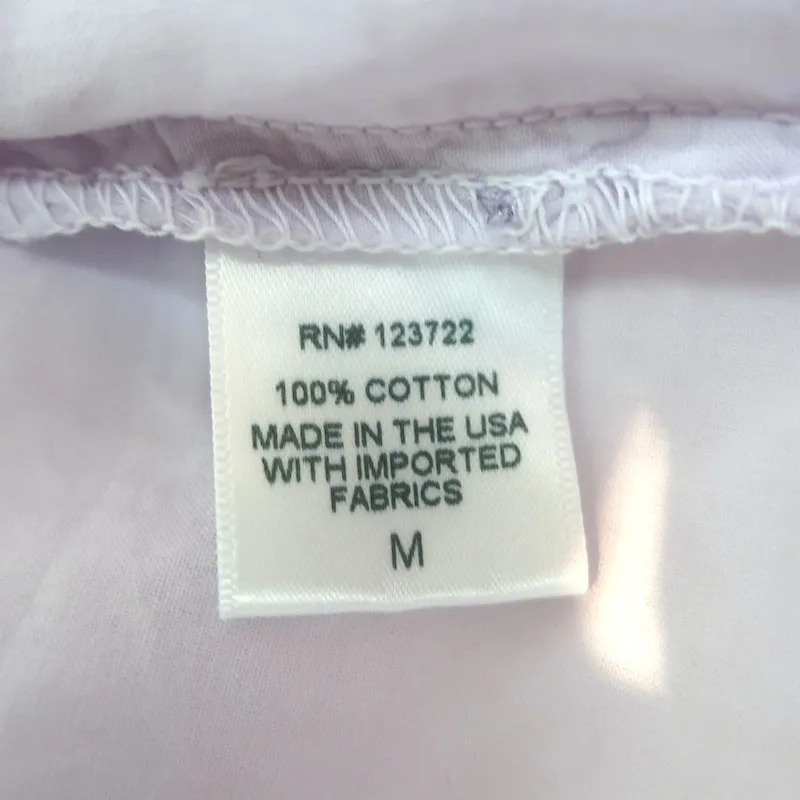 RN# 123722
100% COTTON
MADE IN THE USA
WITH IMPORTED
FABRICS
M